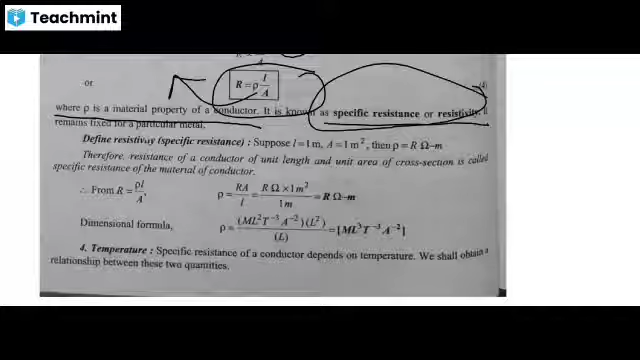 Teachmint
A
or R = ρ l/A (4)
where ρ is a material property of a conductor. It is known as specific resistance or resistivity. It
remains fixed for a particular metal.
Define resistivity (specific resistance) : Suppose l = 1 m, A = 1 m², then ρ = R Ω–m
Therefore, resistance of a conductor of unit length and unit area of cross-section is called
specific resistance of the material of conductor.
∴ From R = ρl/A, ρ = RA/l = R Ω × 1m²/1m = R Ω–m
Dimensional formula, ρ = (ML²T⁻³A⁻²)(L²)/(L) = [ML³T⁻³A⁻²]
4. Temperature : Specific resistance of a conductor depends on temperature. We shall obtain a
relationship between these two quantities.